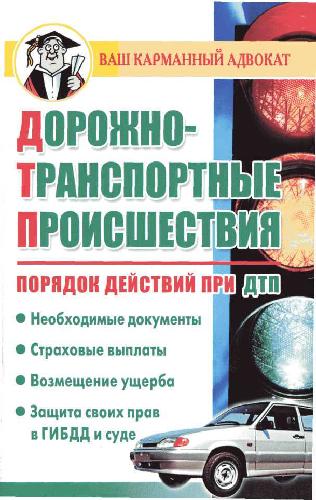 ВАШ КАРМАННЫЙ АДВОКАТ
ДОРОЖНО-
ТРАНСПОРТНЫЕ
ПРОИСШЕСТВИЯ
ПОРЯДОК ДЕЙСТВИЙ ПРИ ДТП
• Необходимые документы
• Страховые выплаты
• Возмещение ущерба
• Защита своих прав
в ГИБДД и суде